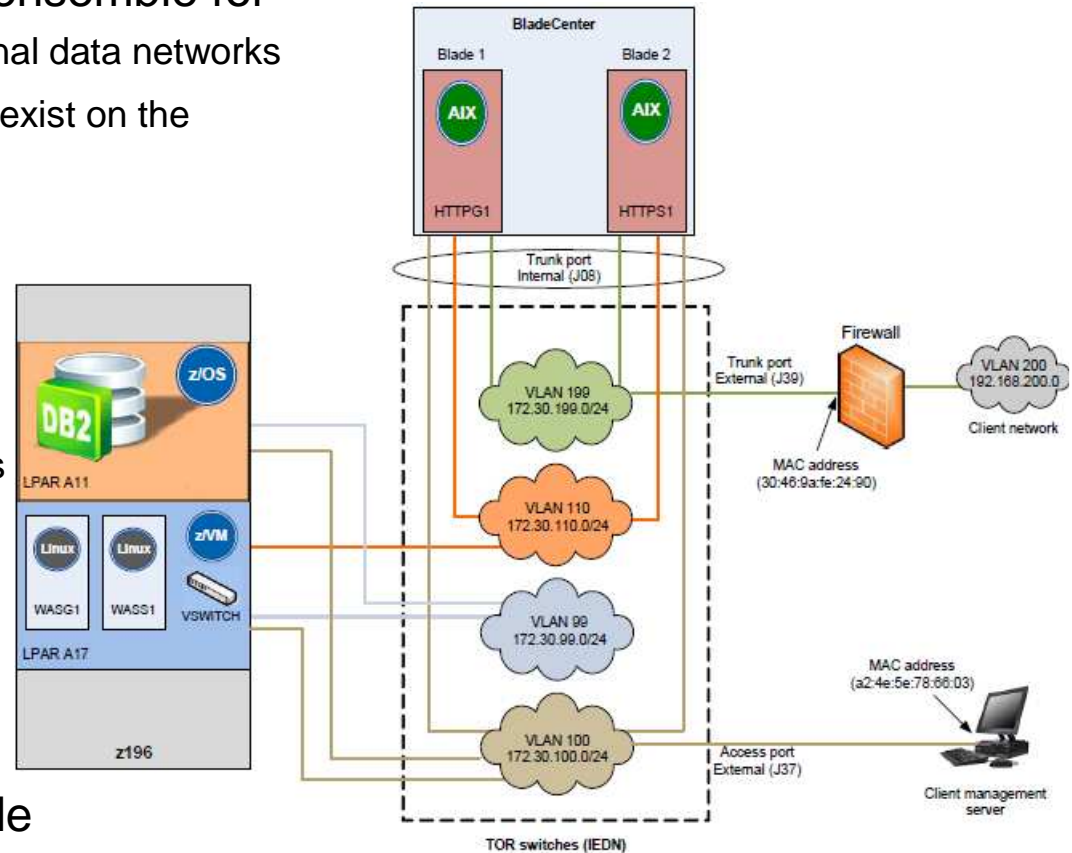 ensemble for
nal data networks
exist on the
s
le
BladeCenter
Blade 1
Blade 2
AIX
AIX
HTTPG1
HTTPS1
Trunk port
Internal (J08)
z/OS
DB2
LPAR A11
Linux
Linux
z/VM
WASG1
WASS1
VSWITCH
LPAR A17
z196
VLAN 199
172.30.199.0/24
VLAN 110
172.30.110.0/24
VLAN 99
172.30.99.0/24
VLAN 100
172.30.100.0/24
TOR switches (IEDN)
Trunk port
External (J39)
Firewall
MAC address
(30:46:9a:fe:24:90)
VLAN 200
192.168.200.0
Client network
MAC address
(a2:4e:5e:78:66:03)
Access port
External (J37)
Client management
server